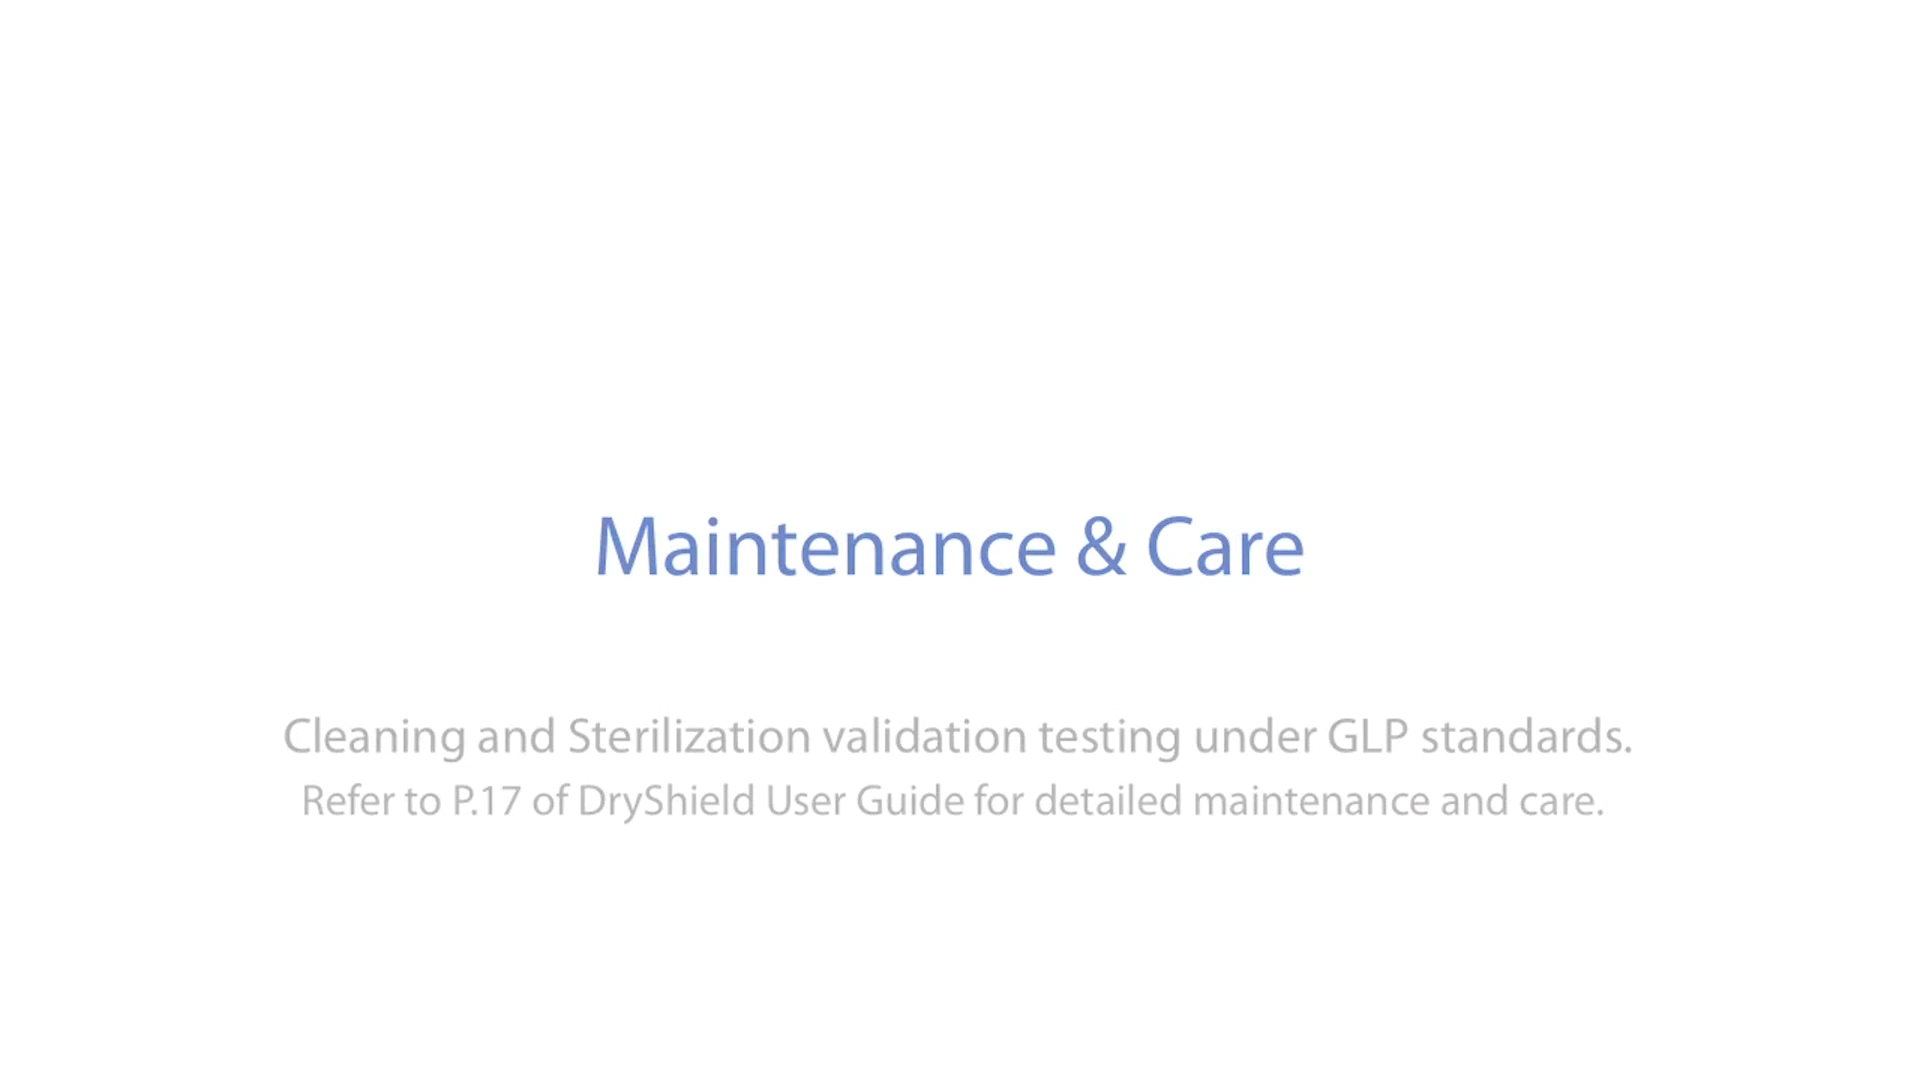 Maintenance & Care
Cleaning and Sterilization validation testing under GLP standards.
Refer to P.17 of DryShield User Guide for detailed maintenance and care.